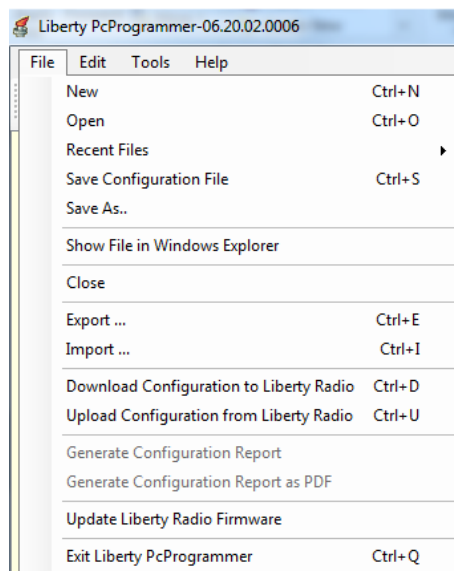 Liberty PcProgrammer-06.20.02.0006
File Edit Tools Help
New Ctrl+N
Open Ctrl+O
Recent Files
Save Configuration File Ctrl+S
Save As..
Show File in Windows Explorer
Close
Export ... Ctrl+E
Import ... Ctrl+I
Download Configuration to Liberty Radio Ctrl+D
Upload Configuration from Liberty Radio Ctrl+U
Generate Configuration Report
Generate Configuration Report as PDF
Update Liberty Radio Firmware
Exit Liberty PcProgrammer Ctrl+Q